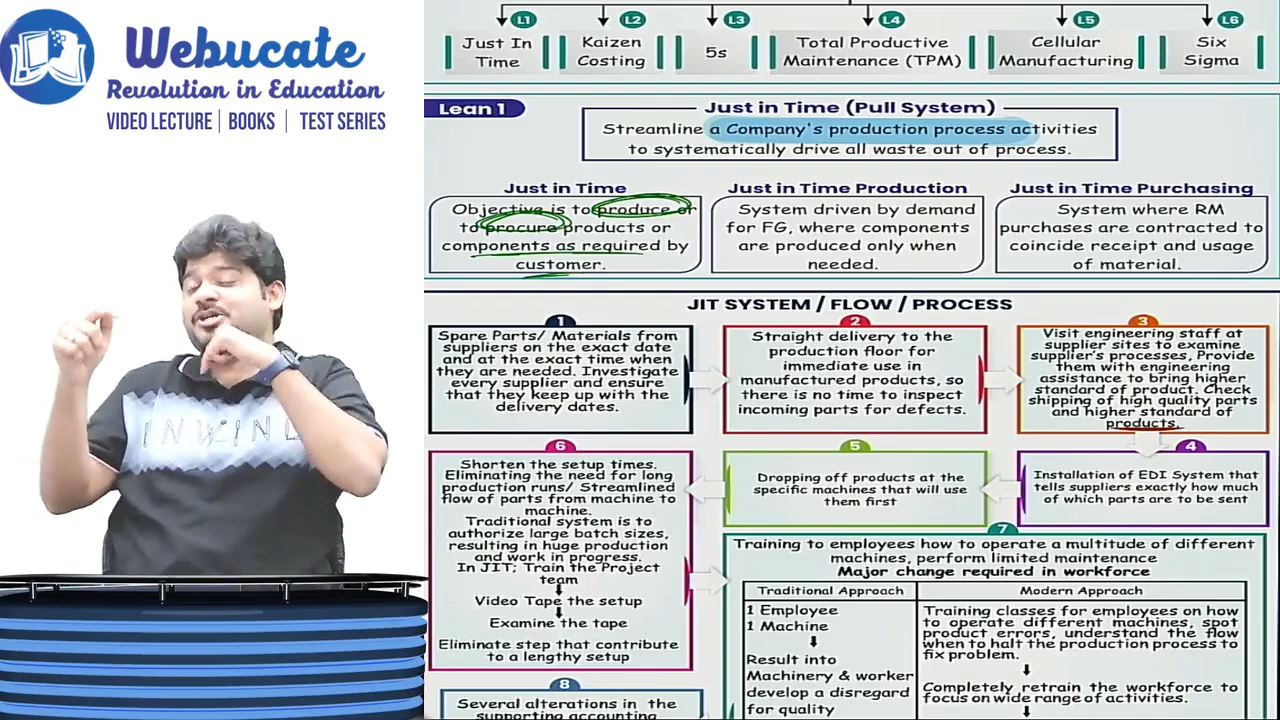 Webucate
Revolution in Education
VIDEO LECTURE | BOOKS | TEST SERIES
INWINE
L1
L2
L3
L4
L5
L6
Just In
Time
Kaizen
Costing
5s
Total Productive
Maintenance (TPM)
Cellular
Manufacturing
Six
Sigma
Lean 1
Just in Time (Pull System)
Streamline a Company's production process activities
to systematically drive all waste out of process.
Just in Time
Objective is to produce or
to procure products or
components as required by
customer.
Just in Time Production
System driven by demand
for FG, where components
are produced only when
needed.
Just in Time Purchasing
System where RM
purchases are contracted to
coincide receipt and usage
of material.
JIT SYSTEM / FLOW / PROCESS
1
Spare Parts/ Materials from
suppliers on the exact date
and at the exact time when
they are needed. Investigate
every supplier and ensure
that they keep up with the
delivery dates.
2
Straight delivery to the
production floor for
immediate use in
manufactured products, so
there is no time to inspect
incoming parts for defects.
3
Visit engineering staff at
supplier sites to examine
supplier's processes, Provide
them with engineering
assistance to bring higher
standard of product. Check
shipping of high quality parts
and higher standard of
products.
4
Installation of EDI System that
tells suppliers exactly how much
of which parts are to be sent
5
Dropping off products at the
specific machines that will use
them first
6
Shorten the setup times.
Eliminating the need for long
production runs/ Streamlined
flow of parts from machine to
machine.
Traditional system is to
authorize large batch sizes,
resulting in huge production
and work in progress.
In JIT; Train the Project
team
Video Tape the setup
Examine the tape
Eliminate step that contribute
to a lengthy setup
7
Training to employees how to operate a multitude of different
machines, perform limited maintenance
Major change required in workforce
Traditional Approach
Modern Approach
1 Employee
1 Machine
Result into
Machinery & worker
develop a disregard
for quality
Training classes for employees on how
to operate different machines, spot
product errors, understand the flow
when to halt the production process to
fix problem.
Completely retrain the workforce to
focus on wide range of activities.
8
Several alterations in the
supporting accounting